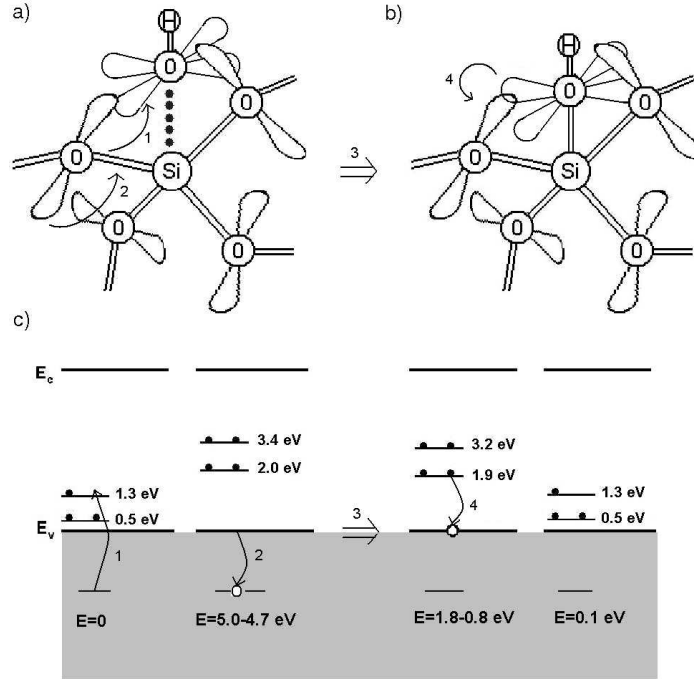 a)
b)
H
O
O
O
1
2
Si
O
O
3
H
O
4
O
O
Si
O
O
c)
E_c
3.4 eV
2.0 eV
3.2 eV
1.9 eV
1.3 eV
0.5 eV
1.3 eV
0.5 eV
E_v
1
2
3
4
E=0
E=5.0-4.7 eV
E=1.8-0.8 eV
E=0.1 eV